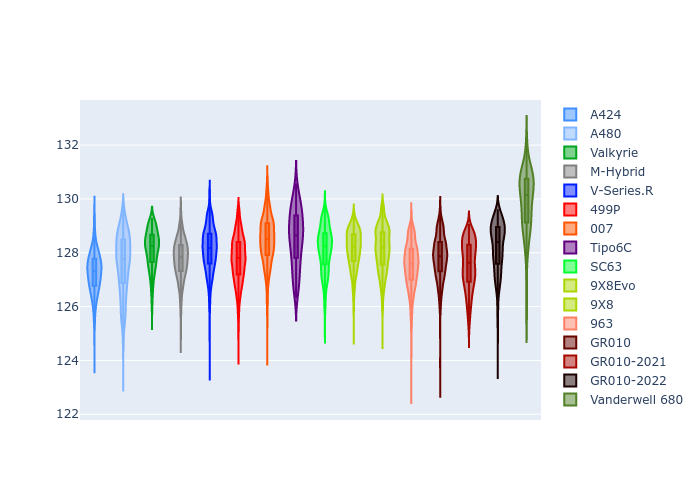 132
130
128
126
124
122
A424
A480
Valkyrie
M-Hybrid
V-Series.R
499P
007
Tipo6C
SC63
9X8Evo
9X8
963
GR010
GR010-2021
GR010-2022
Vanderwell 680